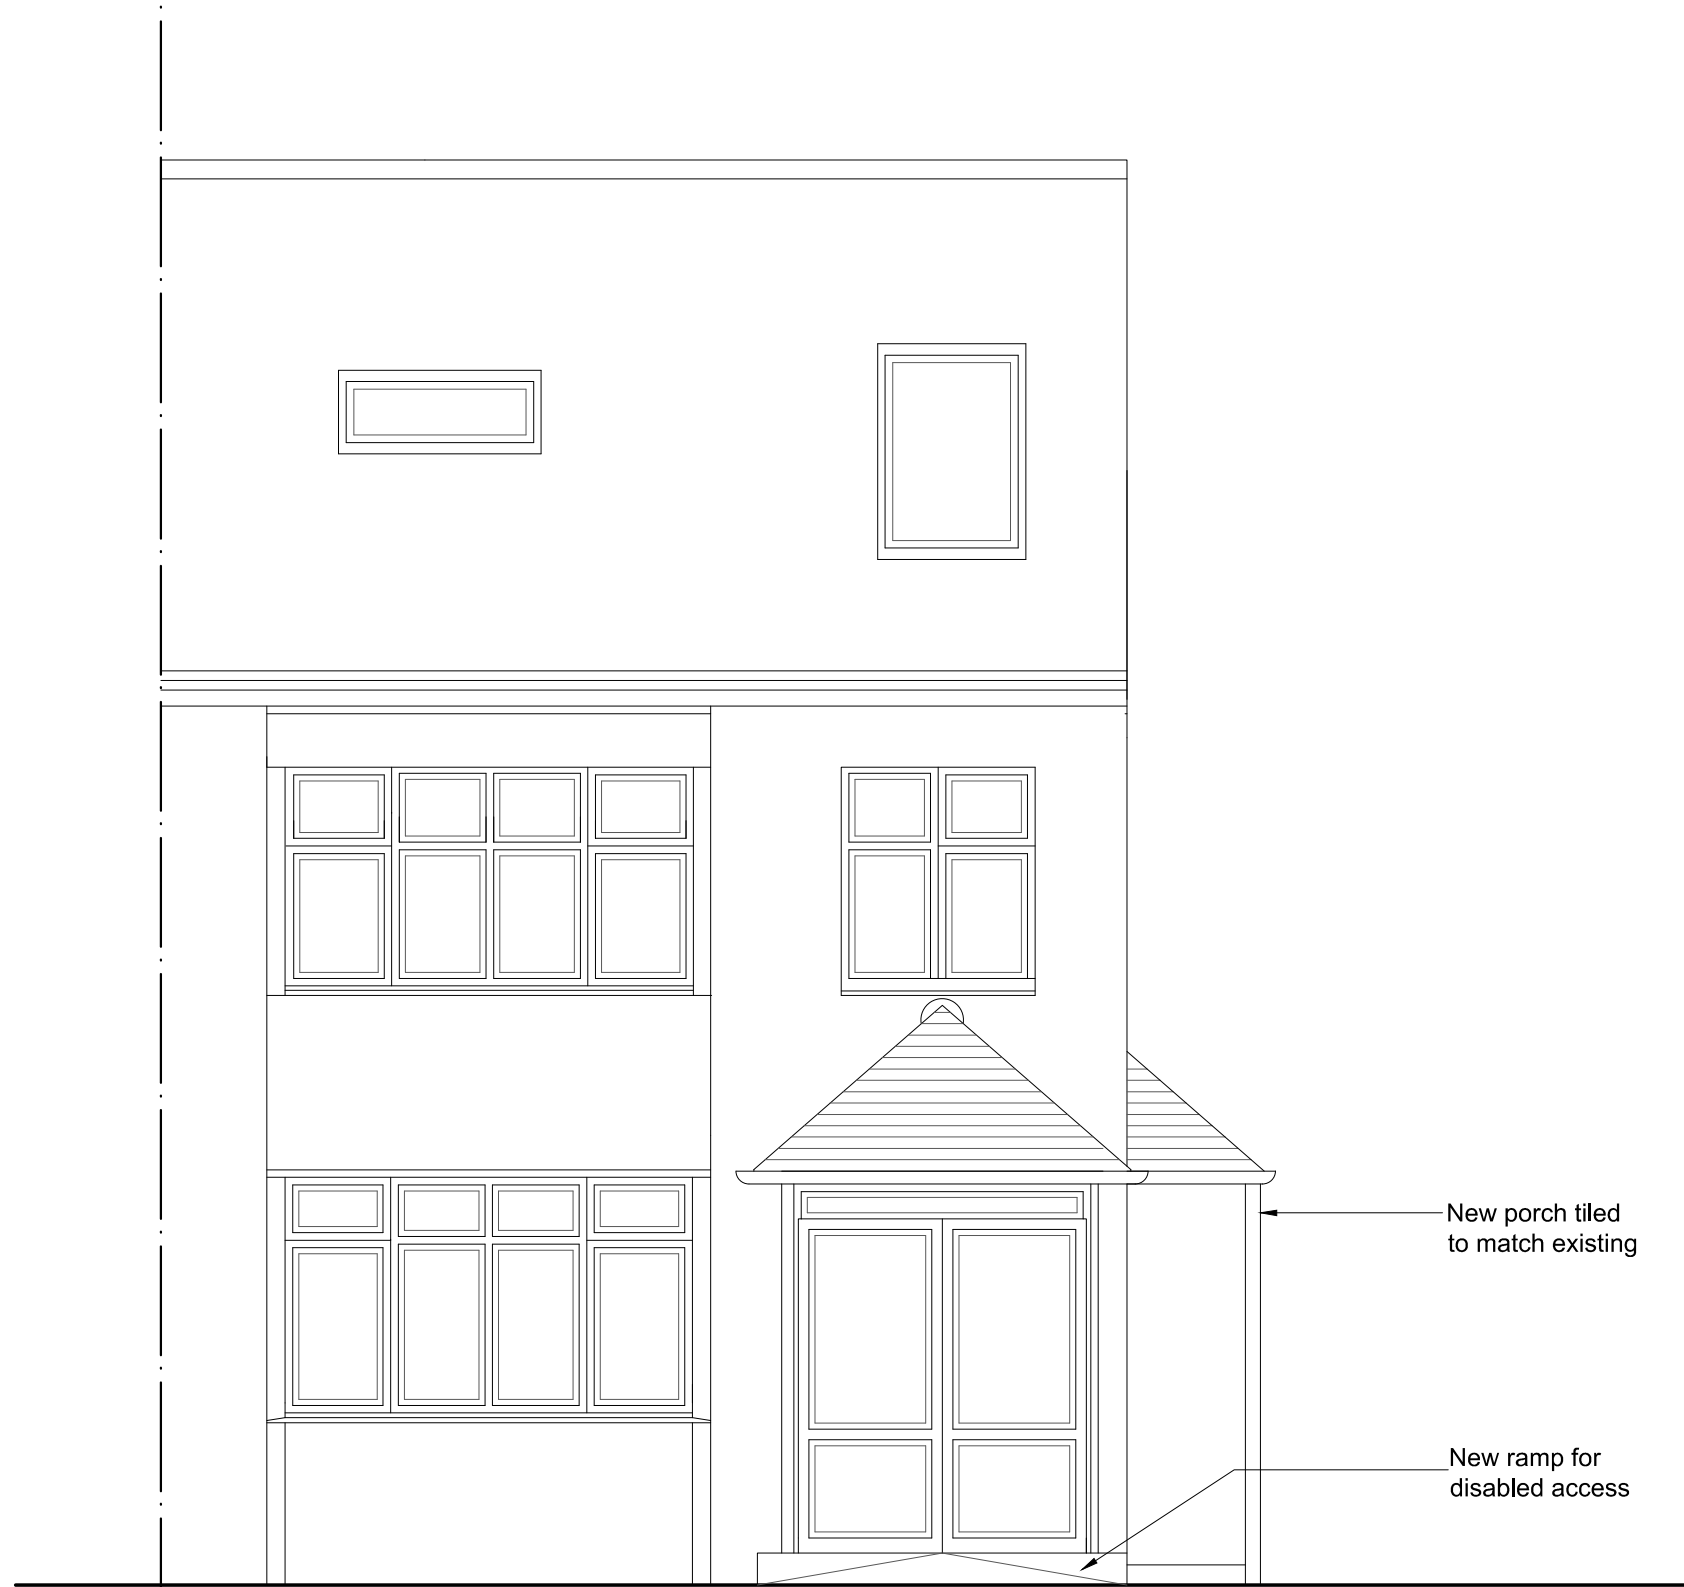 New porch tiled
to match existing
New ramp for
disabled access